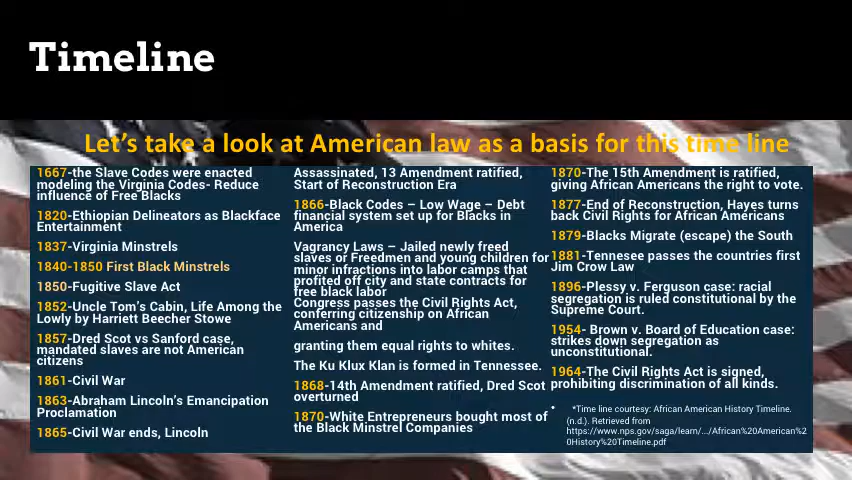 Timeline
Let's take a look at American law as a basis for this time line
1667-the Slave Codes were enacted
modeling the Virginia Codes- Reduce
influence of Free Blacks
1820-Ethiopian Delineators as Blackface
Entertainment
1837-Virginia Minstrels
1840-1850 First Black Minstrels
1850-Fugitive Slave Act
1852-Uncle Tom's Cabin, Life Among the
Lowly by Harriett Beecher Stowe
1857-Dred Scot vs Sanford case,
mandated slaves are not American
citizens
1861-Civil War
1863-Abraham Lincoln's Emancipation
Proclamation
1865-Civil War ends, Lincoln
Assassinated, 13 Amendment ratified,
Start of Reconstruction Era
1866-Black Codes – Low Wage – Debt
financial system set up for Blacks in
America
Vagrancy Laws – Jailed newly freed
slaves or Freedmen and young children for
minor infractions into labor camps that
profited off city and state contracts for
free black labor
Congress passes the Civil Rights Act,
conferring citizenship on African
Americans and
granting them equal rights to whites.
The Ku Klux Klan is formed in Tennessee.
1868-14th Amendment ratified, Dred Scot
overturned
1870-White Entrepreneurs bought most of
the Black Minstrel Companies
1870-The 15th Amendment is ratified,
giving African Americans the right to vote.
1877-End of Reconstruction, Hayes turns
back Civil Rights for African Americans
1879-Blacks Migrate (escape) the South
1881-Tennessee passes the countries first
Jim Crow Law
1896-Plessy v. Ferguson case: racial
segregation is ruled constitutional by the
Supreme Court.
1954- Brown v. Board of Education case:
strikes down segregation as
unconstitutional.
1964-The Civil Rights Act is signed,
prohibiting discrimination of all kinds.
• *Time line courtesy: African American History Timeline.
(n.d.). Retrieved from
https://www.nps.gov/saga/learn/.../African%20American%2
0History%20Timeline.pdf